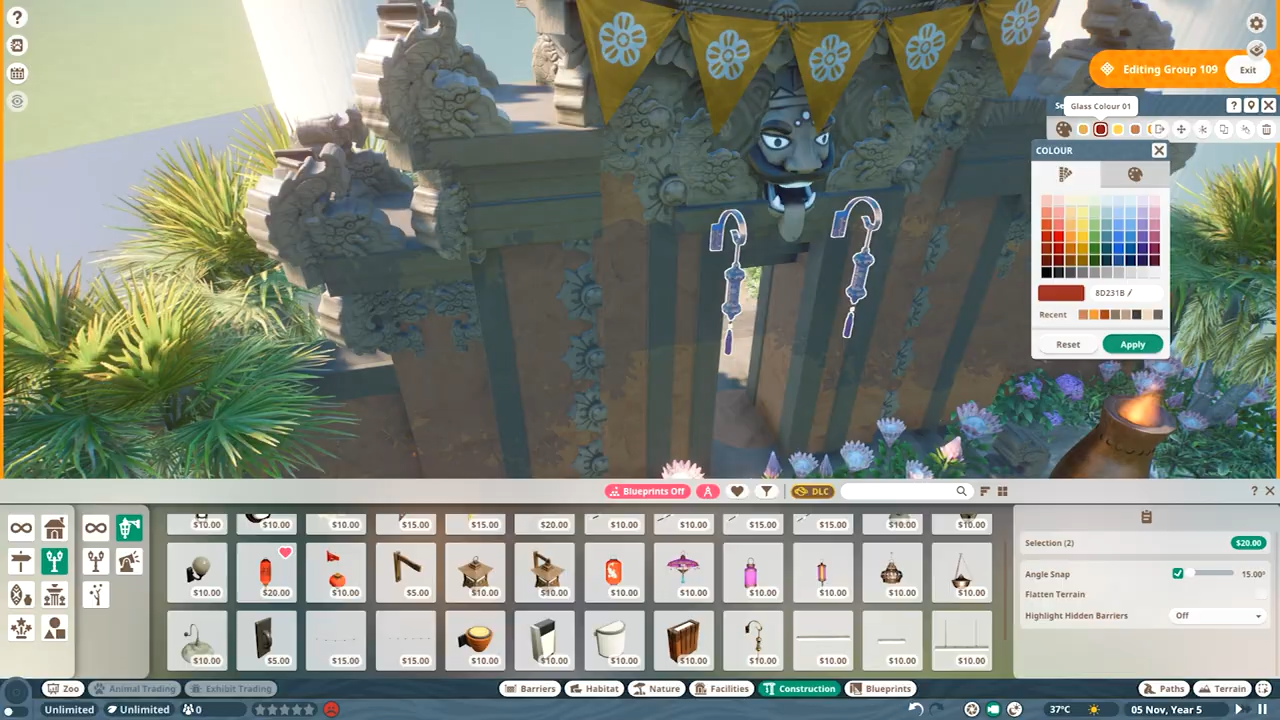 Editing Group 109
Exit
Glass Colour 01
COLOUR
8D231B
Recent
Reset
Apply
Blueprints Off
DLC
$10.00 $10.00 $10.00 $15.00 $15.00 $20.00 $10.00 $10.00 $15.00 $15.00 $10.00 $10.00
$10.00 $20.00 $10.00 $5.00 $10.00 $10.00 $10.00 $10.00 $10.00 $10.00 $10.00 $10.00
$10.00 $5.00 $15.00 $15.00 $10.00 $10.00 $10.00 $10.00 $10.00 $10.00 $10.00 $10.00
Selection (2) $20.00
Angle Snap 15.00°
Flatten Terrain
Highlight Hidden Barriers Off
Zoo Animal Trading Exhibit Trading Barriers Habitat Nature Facilities Construction Blueprints Paths Terrain
Unlimited Unlimited 0 37°C 05 Nov, Year 5